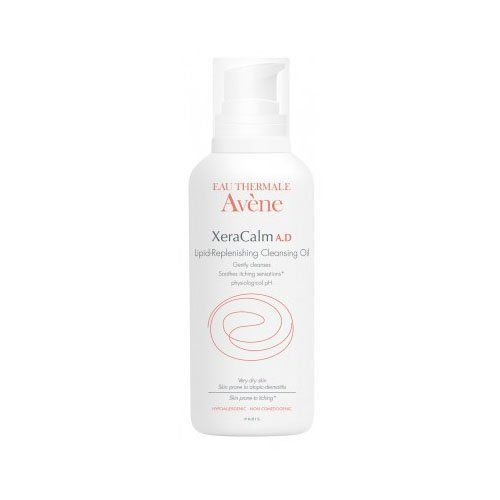 EAU THERMALE
Avène
XeraCalm A.D
Lipid-Replenishing Cleansing Oil
Gently cleanses
Soothes itching sensations*
physiological pH
Very dry skin
Skin prone to atopic dermatitis
Skin prone to itching*
HYPOALLERGENIC - NON COMEDOGENIC
PARIS